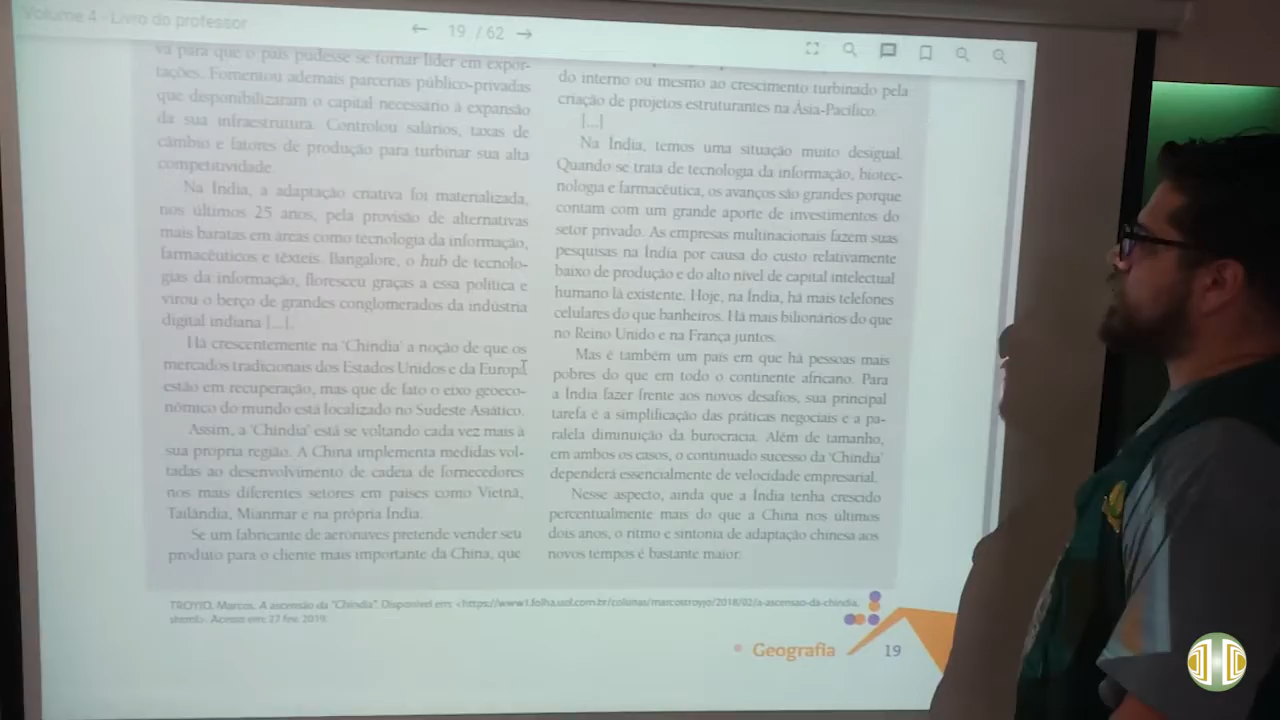 Volume 4 - Livro do professor
← 19 / 62 →
va para que o país pudesse se tornar líder em expor-
tações. Fomentou ademais parcerias público-privadas
que disponibilizaram o capital necessário à expansão
da sua infraestrutura. Controlou salários, taxas de
câmbio e fatores de produção para turbinar sua alta
competitividade.
Na Índia, a adaptação criativa foi materializada,
nos últimos 25 anos, pela provisão de alternativas
mais baratas em áreas como tecnologia da informação,
farmacêuticos e têxteis. Bangalore, o hub de tecnolo-
gias da informação, floresceu graças a essa política e
virou o berço de grandes conglomerados da indústria
digital indiana [...].
Há crescentemente na 'Chíndia' a noção de que os
mercados tradicionais dos Estados Unidos e da Europa
estão em recuperação, mas que de fato o eixo geoeco-
nômico do mundo está localizado no Sudeste Asiático.
Assim, a 'Chíndia' está se voltando cada vez mais à
sua própria região. A China implementa medidas vol-
tadas ao desenvolvimento de cadeia de fornecedores
nos mais diferentes setores em países como Vietnã,
Tailândia, Mianmar e na própria Índia.
Se um fabricante de aeronaves pretende vender seu
produto para o cliente mais importante da China, que
do interno ou mesmo ao crescimento turbinado pela
criação de projetos estruturantes na Ásia-Pacífico.
[...]
Na Índia, temos uma situação muito desigual.
Quando se trata de tecnologia da informação, biotec-
nologia e farmacêutica, os avanços são grandes porque
contam com um grande aporte de investimentos do
setor privado. As empresas multinacionais fazem suas
pesquisas na Índia por causa do custo relativamente
baixo de produção e do alto nível de capital intelectual
humano lá existente. Hoje, na Índia, há mais telefones
celulares do que banheiros. Há mais bilionários do que
no Reino Unido e na França juntos.
Mas é também um país em que há pessoas mais
pobres do que em todo o continente africano. Para
a Índia fazer frente aos novos desafios, sua principal
tarefa é a simplificação das práticas negociais e a pa-
ralela diminuição da burocracia. Além de tamanho,
em ambos os casos, o continuado sucesso da 'Chíndia'
dependerá essencialmente de velocidade empresarial.
Nesse aspecto, ainda que a Índia tenha crescido
percentualmente mais do que a China nos últimos
dois anos, o ritmo e sintonia de adaptação chinesa aos
novos tempos é bastante maior.
TROYJO, Marcos. A ascensão da "Chíndia". Disponível em: <https://www1.folha.uol.com.br/colunas/marcostroyjo/2018/02/a-ascensao-da-chindia.
shtml>. Acesso em: 27 fev. 2019.
Geografia 19